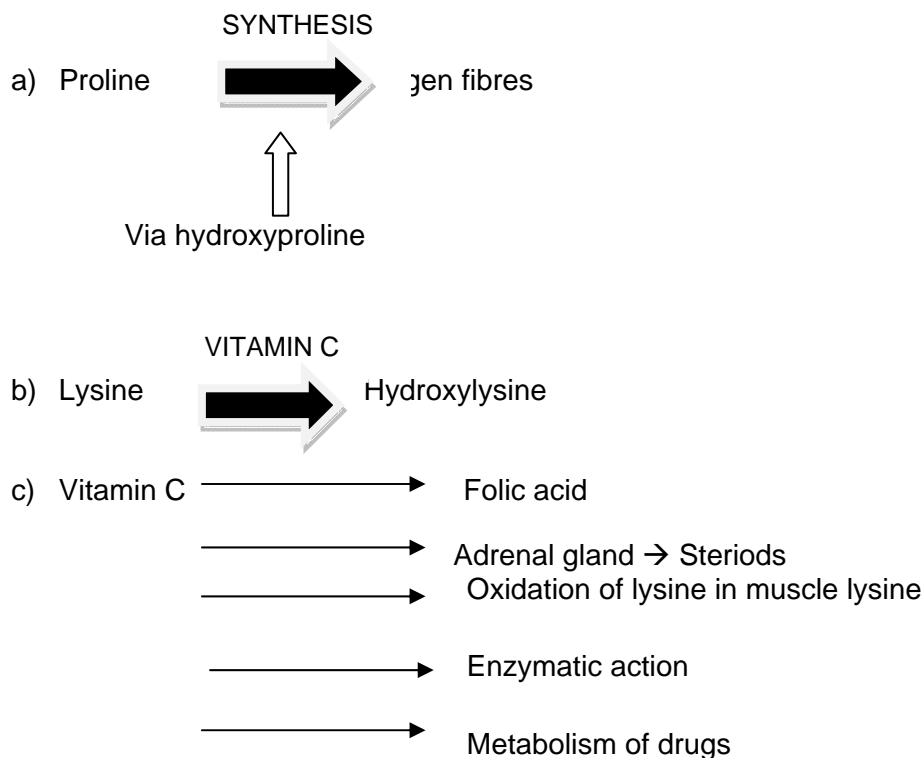 SYNTHESIS
a) Proline gen fibres
Via hydroxyproline
VITAMIN C
b) Lysine Hydroxylysine
c) Vitamin C Folic acid
Adrenal gland → Steriods
Oxidation of lysine in muscle lysine
Enzymatic action
Metabolism of drugs